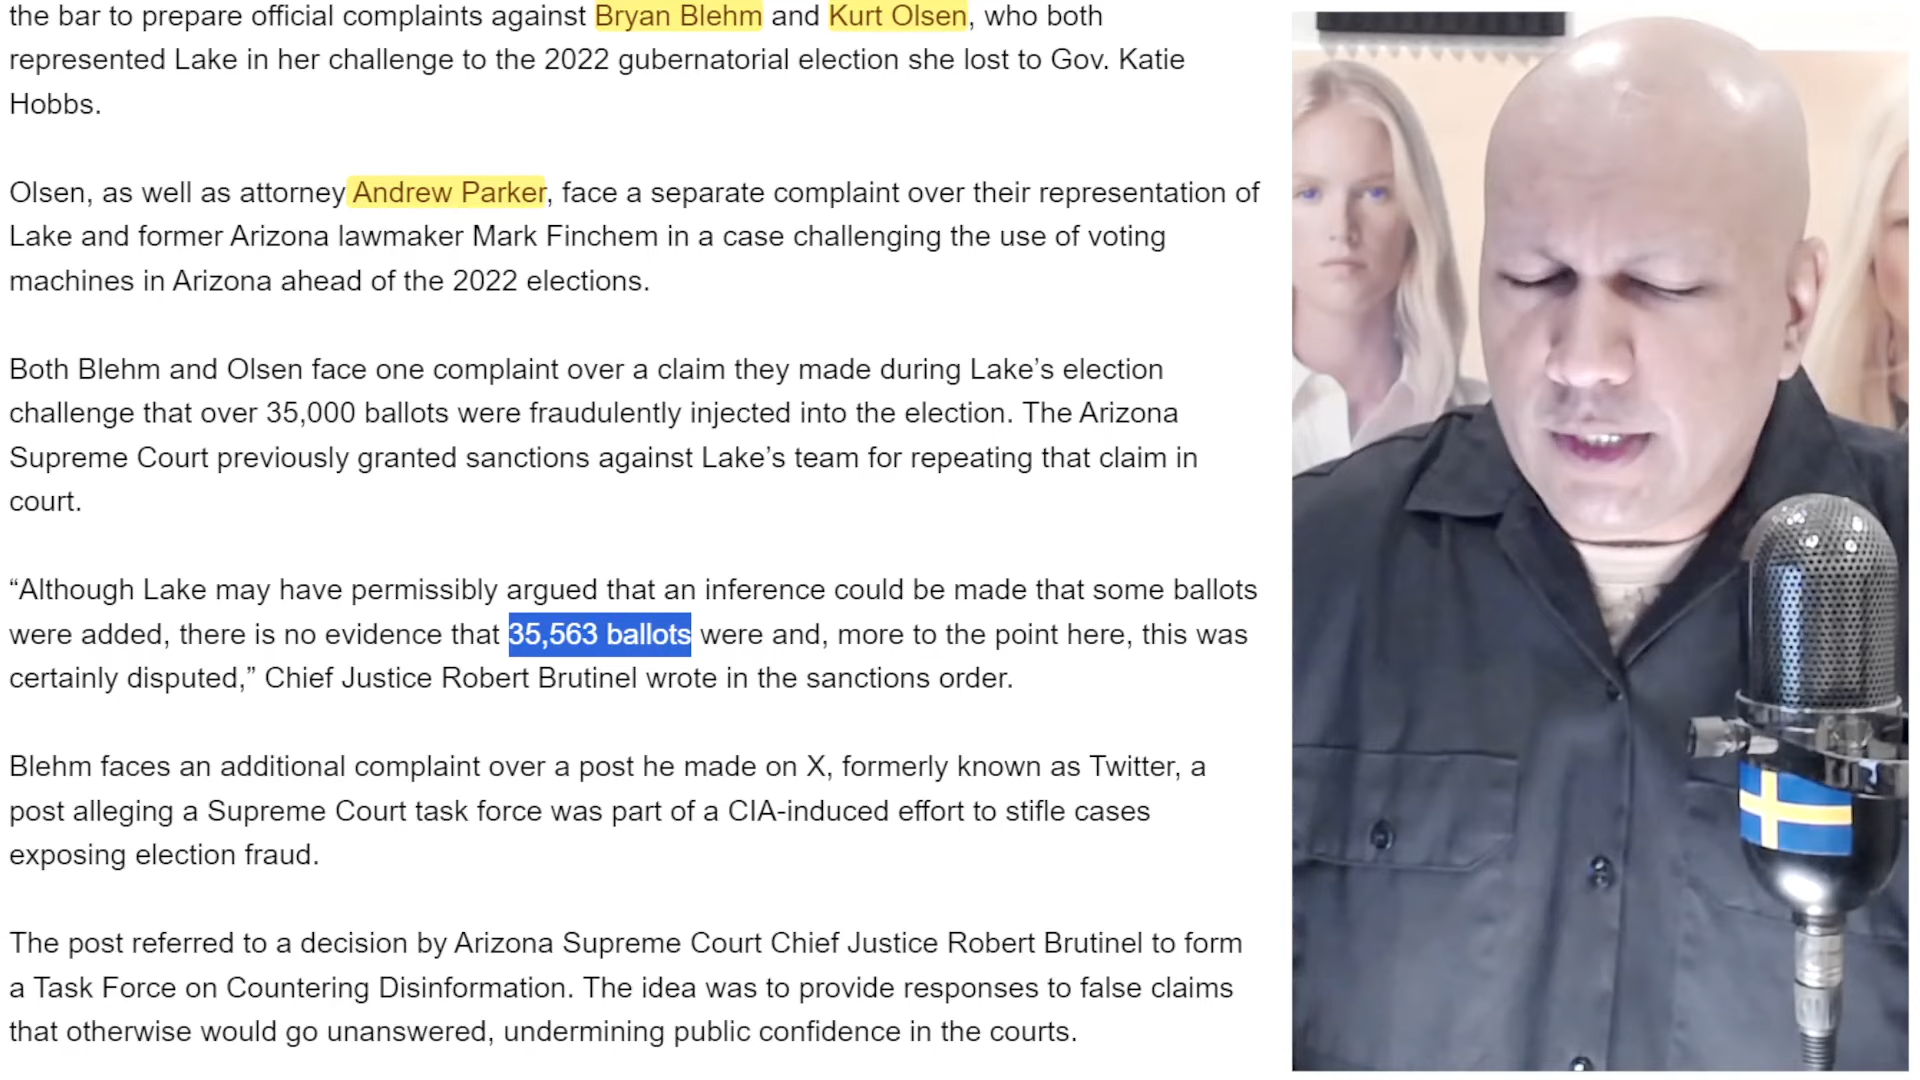 the bar to prepare official complaints against Bryan Blehm and Kurt Olsen, who both
represented Lake in her challenge to the 2022 gubernatorial election she lost to Gov. Katie
Hobbs.
Olsen, as well as attorney Andrew Parker, face a separate complaint over their representation of
Lake and former Arizona lawmaker Mark Finchem in a case challenging the use of voting
machines in Arizona ahead of the 2022 elections.
Both Blehm and Olsen face one complaint over a claim they made during Lake’s election
challenge that over 35,000 ballots were fraudulently injected into the election. The Arizona
Supreme Court previously granted sanctions against Lake’s team for repeating that claim in
court.
“Although Lake may have permissibly argued that an inference could be made that some ballots
were added, there is no evidence that 35,563 ballots were and, more to the point here, this was
certainly disputed,” Chief Justice Robert Brutinel wrote in the sanctions order.
Blehm faces an additional complaint over a post he made on X, formerly known as Twitter, a
post alleging a Supreme Court task force was part of a CIA-induced effort to stifle cases
exposing election fraud.
The post referred to a decision by Arizona Supreme Court Chief Justice Robert Brutinel to form
a Task Force on Countering Disinformation. The idea was to provide responses to false claims
that otherwise would go unanswered, undermining public confidence in the courts.